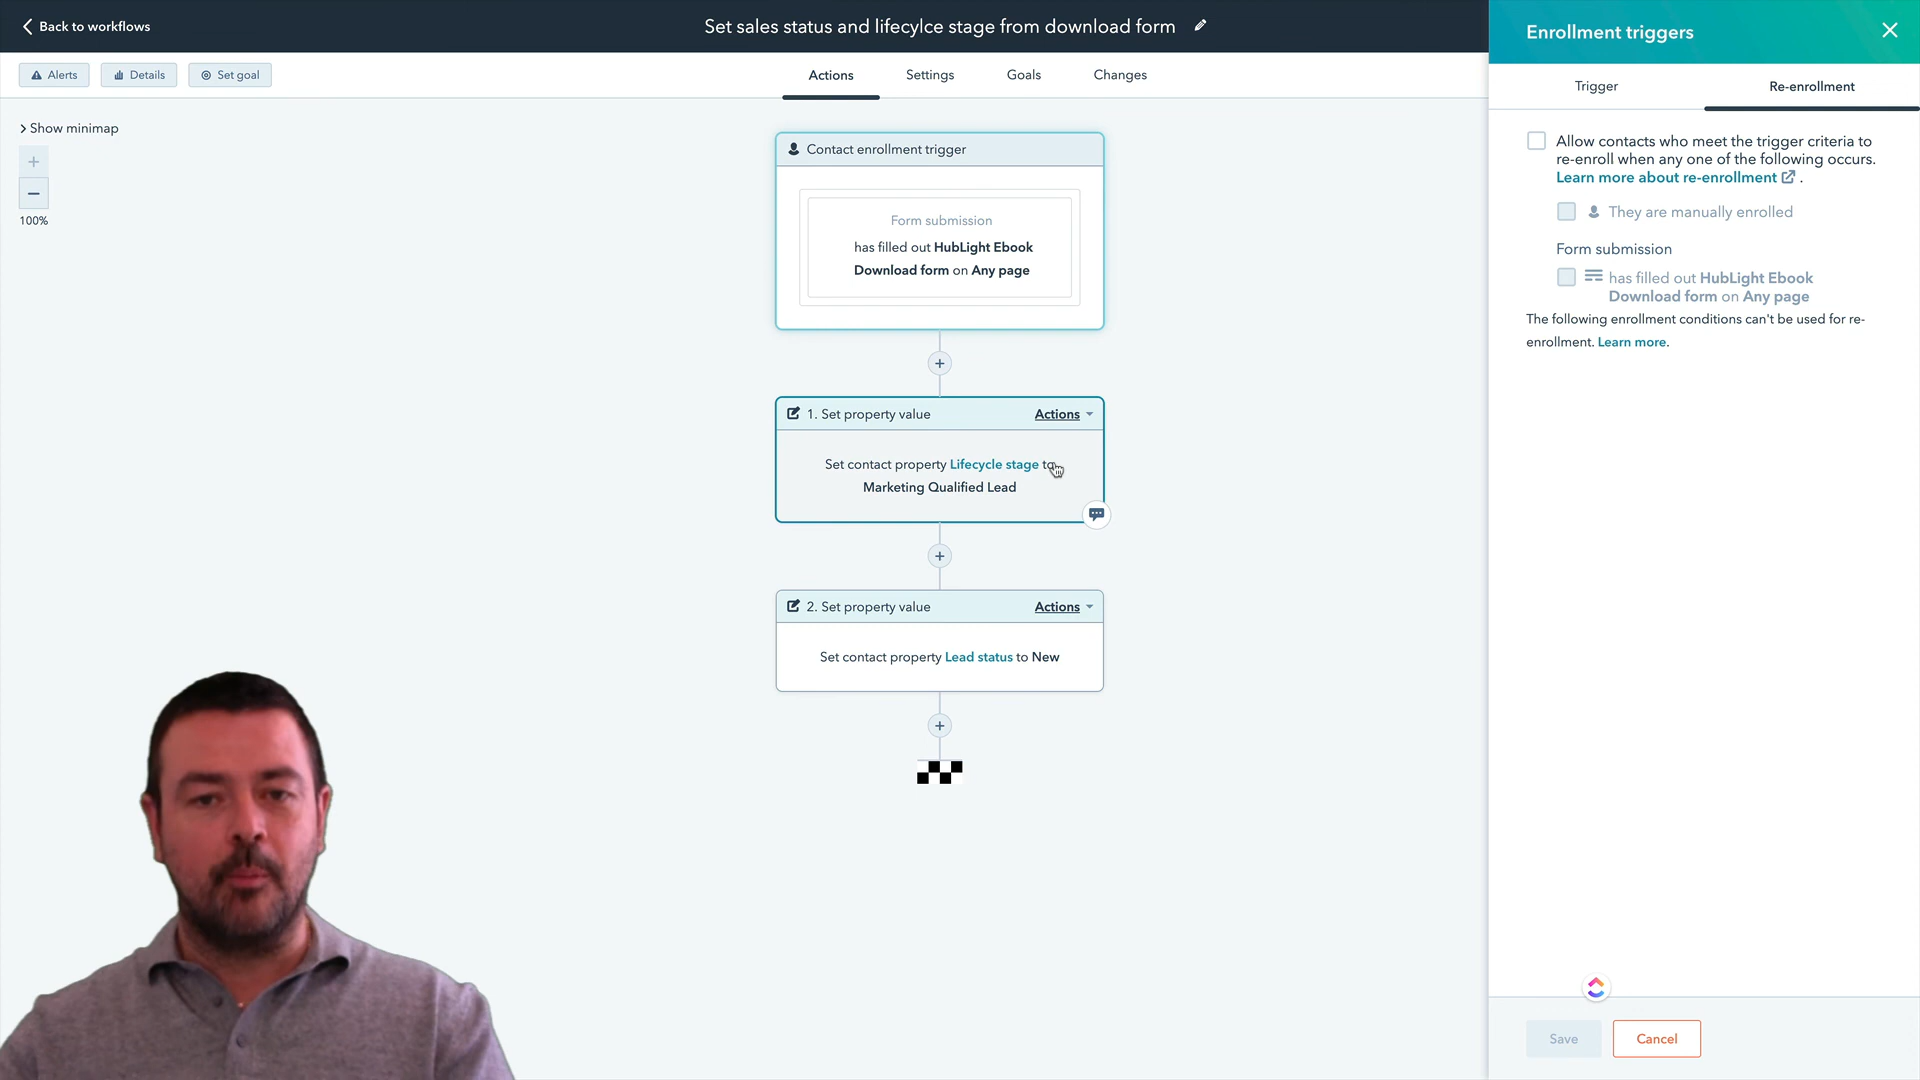 Back to workflows
Set sales status and lifecylce stage from download form
Enrollment triggers
Alerts
Details
Set goal
Actions
Settings
Goals
Changes
Trigger
Re-enrollment
Show minimap
100%
Contact enrollment trigger
Form submission
has filled out HubLight Ebook
Download form on Any page
1. Set property value
Actions
Set contact property Lifecycle stage to
Marketing Qualified Lead
2. Set property value
Actions
Set contact property Lead status to New
Allow contacts who meet the trigger criteria to
re-enroll when any one of the following occurs.
Learn more about re-enrollment .
They are manually enrolled
Form submission
has filled out HubLight Ebook
Download form on Any page
The following enrollment conditions can't be used for re-
enrollment. Learn more.
Save
Cancel